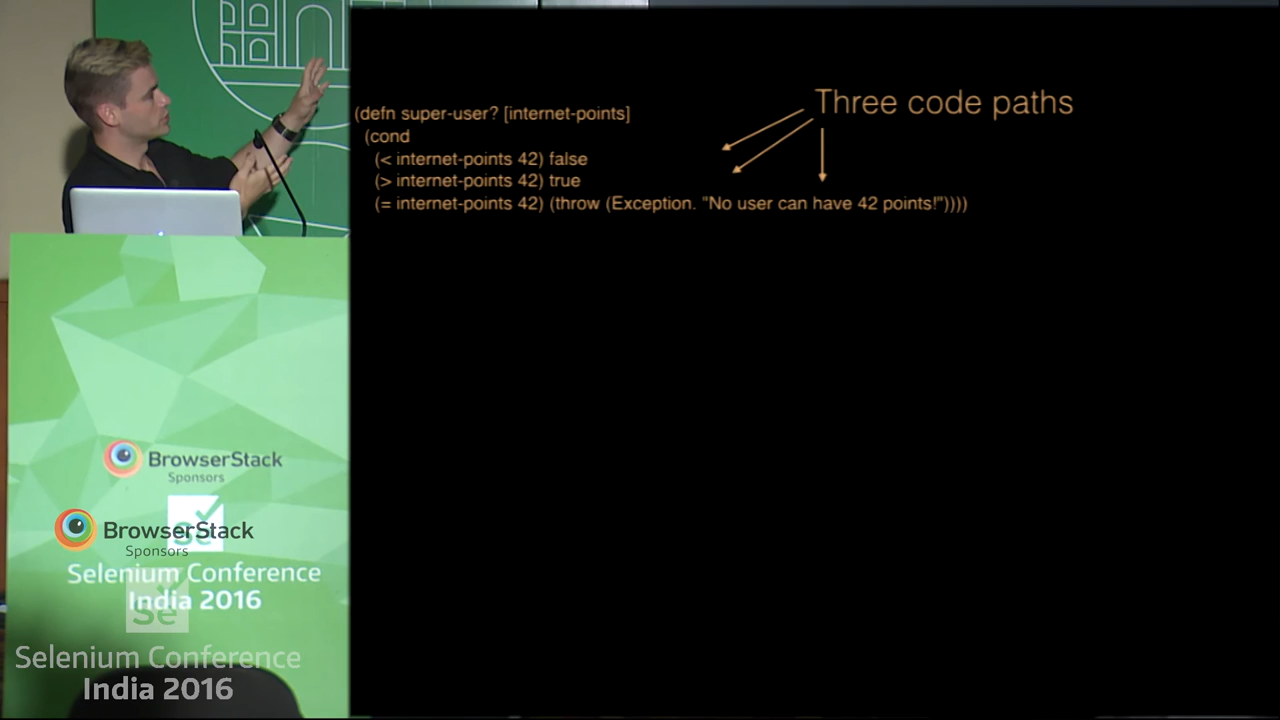 Three code paths
(defn super-user? [internet-points]
(cond
(< internet-points 42) false
(> internet-points 42) true
(= internet-points 42) (throw (Exception. "No user can have 42 points!"))))
BrowserStack
Sponsors
BrowserStack
Sponsors
Se
Selenium Conference
India 2016
Se
Selenium Conference
India 2016